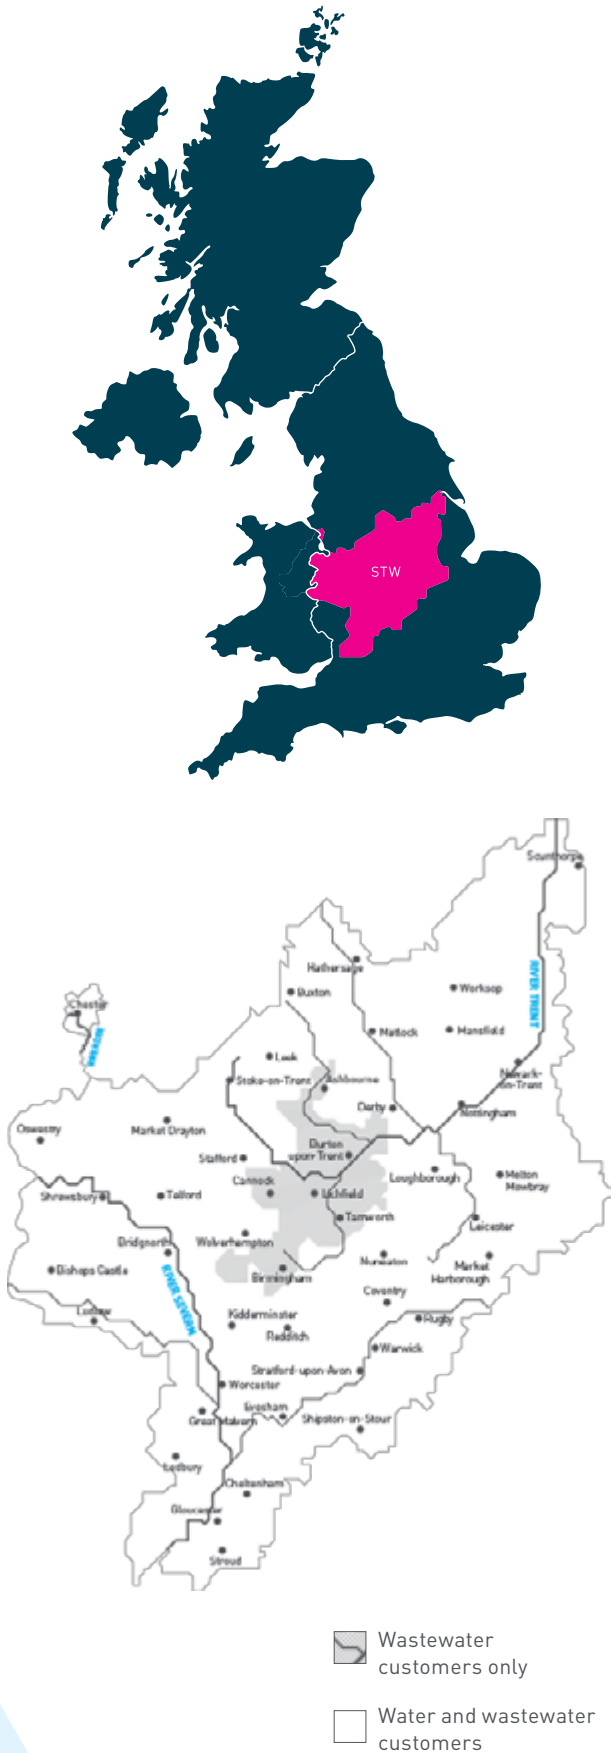 STW
Scunthorpe
RIVER TRENT
Hathersage
Buxton
Worksop
Chester
Matlock
Mansfield
Leek
Newark-
on-Trent
Stoke-on-Trent
Ashbourne
Derby
Nottingham
Oswestry
Market Drayton
Burton
upon Trent
Stafford
Loughborough
Melton
Mowbray
Cannock
Shrewsbury
Telford
Lichfield
Tamworth
Leicester
Bridgnorth
Wolverhampton
Nuneaton
Market
Harborough
Bishops Castle
Birmingham
RIVER SEVERN
Coventry
Ludlow
Kidderminster
Rugby
Redditch
Warwick
Stratford-upon-Avon
Worcester
Evesham
Great Malvern
Shipston-on-Stour
Ledbury
Cheltenham
Gloucester
Stroud
Wastewater
customers only
Water and wastewater
customers